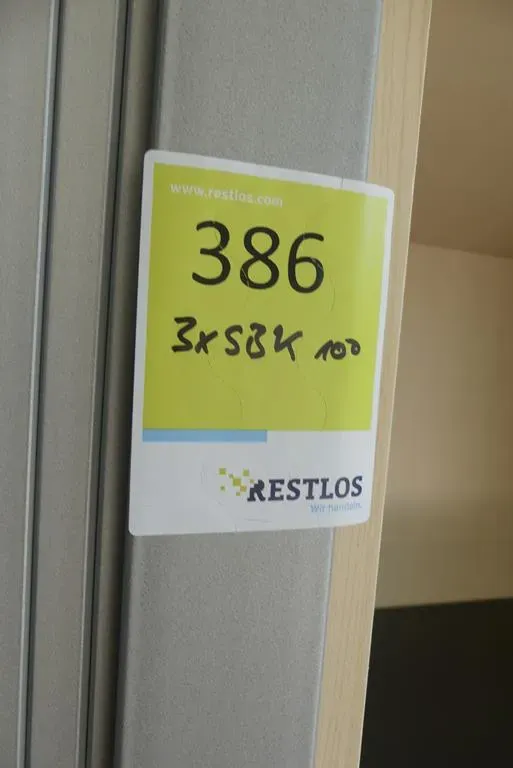 www.restlos.com
386
3x SBK 100
RESTLOS
Wir handeln.